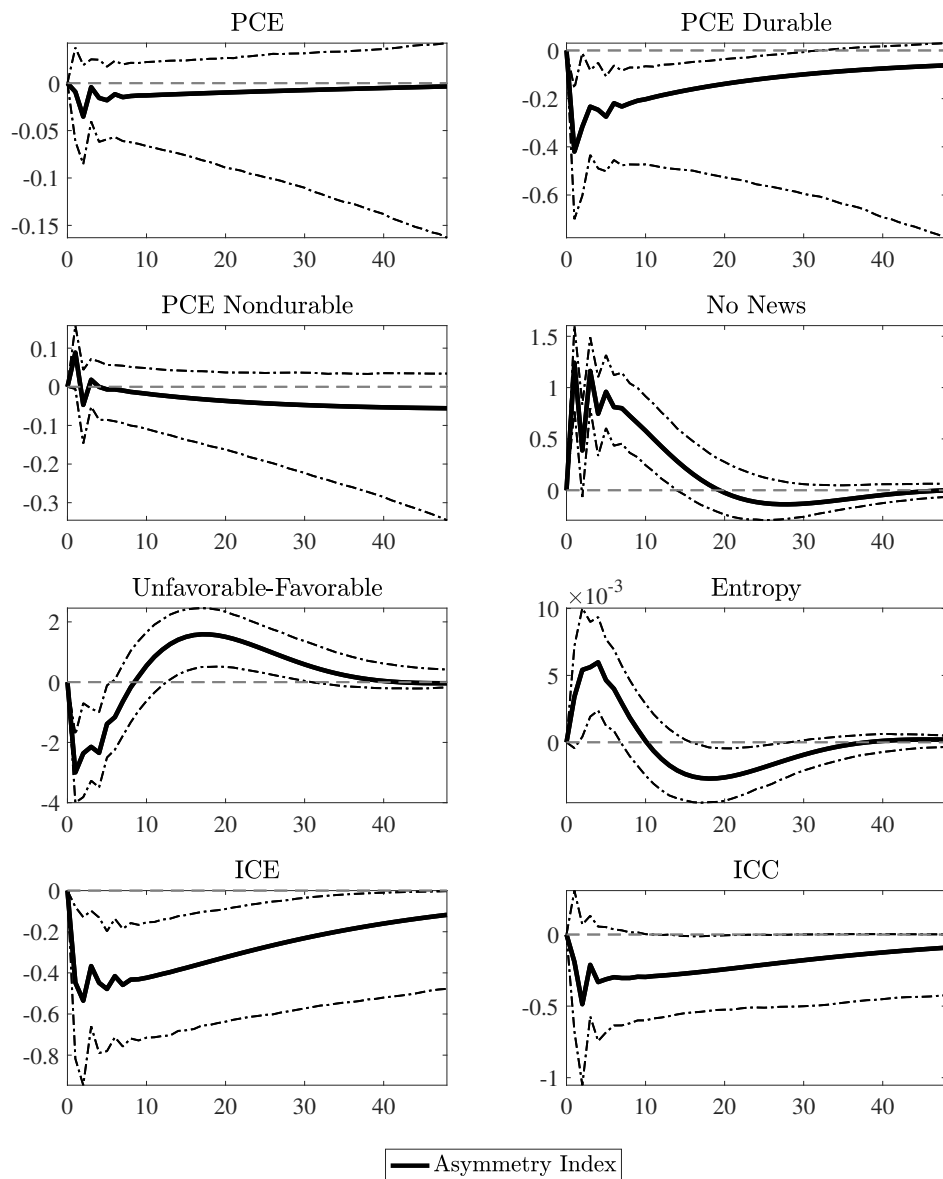 PCE
0
-0.05
-0.1
-0.15
0 10 20 30 40
PCE Durable
0
-0.2
-0.4
-0.6
0 10 20 30 40
PCE Nondurable
0.1
0
-0.1
-0.2
-0.3
0 10 20 30 40
No News
1.5
1
0.5
0
0 10 20 30 40
Unfavorable-Favorable
2
0
-2
-4
0 10 20 30 40
Entropy
×10⁻³
10
5
0
0 10 20 30 40
ICE
0
-0.2
-0.4
-0.6
-0.8
0 10 20 30 40
ICC
0
-0.5
-1
0 10 20 30 40
Asymmetry Index